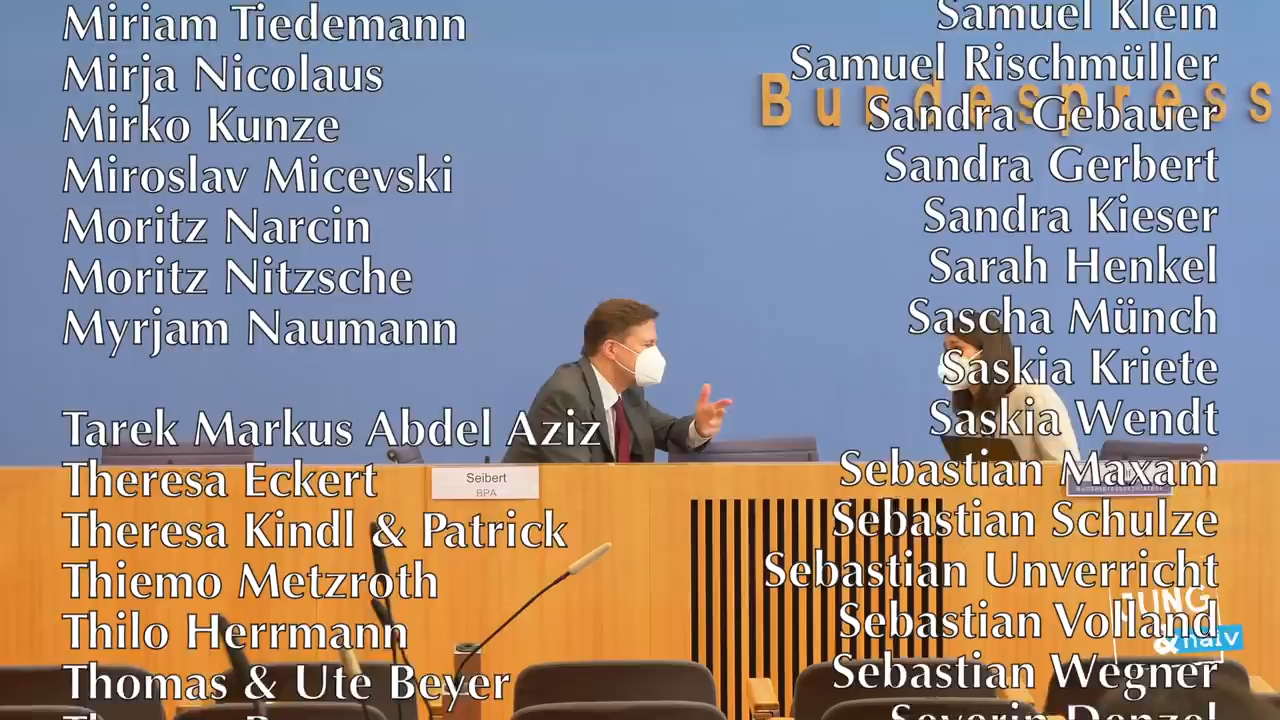 Miriam Tiedemann
Mirja Nicolaus
Mirko Kunze
Miroslav Micevski
Moritz Narcin
Moritz Nitzsche
Myrjam Naumann
Tarek Markus Abdel Aziz
Theresa Eckert
Theresa Kindl & Patrick
Thiemo Metzroth
Thilo Herrmann
Thomas & Ute Beyer
Samuel Klein
Samuel Rischmüller
Sandra Gebauer
Sandra Gerbert
Sandra Kieser
Sarah Henkel
Sascha Münch
Saskia Kriete
Saskia Wendt
Sebastian Maxam
Sebastian Schulze
Sebastian Unverricht
Sebastian Volland
Sebastian Wegner
Severin Denzel
Bundespress
Seibert
BPA
JUNG
& naiv